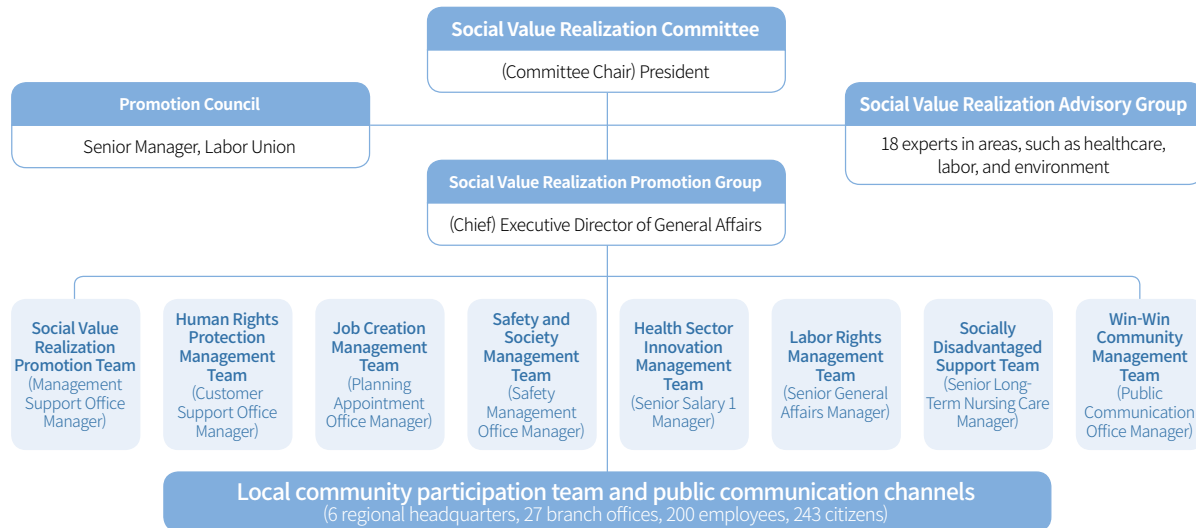 Social Value Realization Committee
(Committee Chair) President
Promotion Council
Senior Manager, Labor Union
Social Value Realization Advisory Group
18 experts in areas, such as healthcare,
labor, and environment
Social Value Realization Promotion Group
(Chief) Executive Director of General Affairs
Social Value
Realization
Promotion Team
(Management
Support Office
Manager)
Human Rights
Protection
Management
Team
(Customer
Support Office
Manager)
Job Creation
Management
Team
(Planning
Appointment
Office Manager)
Safety and
Society
Management
Team
(Safety
Management
Office Manager)
Health Sector
Innovation
Management
Team
(Senior Salary 1
Manager)
Labor Rights
Management
Team
(Senior General
Affairs Manager)
Socially
Disadvantaged
Support Team
(Senior Long-
Term Nursing Care
Manager)
Win-Win
Community
Management
Team
(Public
Communication
Office Manager)
Local community participation team and public communication channels
(6 regional headquarters, 27 branch offices, 200 employees, 243 citizens)